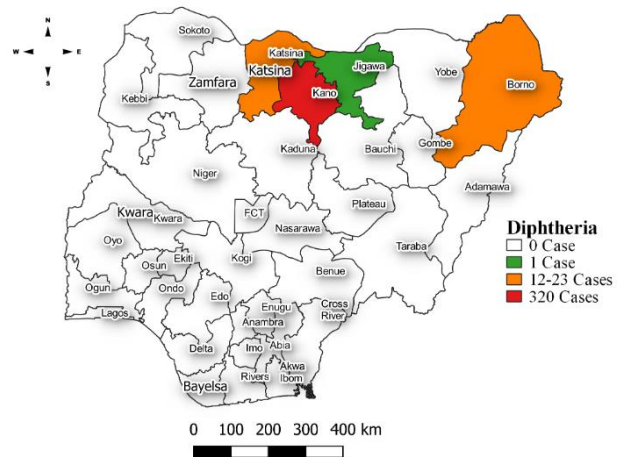 N
W E
S
Sokoto
Katsina
Katsina
Jigawa
Yobe
Borno
Zamfara
Kebbi
Kano
Kaduna
Bauchi
Gombe
Niger
Adamawa
Plateau
FCT
Kwara
Kwara
Nasarawa
Taraba
Oyo
Osun
Ekiti
Kogi
Benue
Ogun
Ondo
Edo
Lagos
Enugu
Anambra
Cross
River
Delta
Imo
Abia
Bayelsa
Rivers
Akwa
Ibom
Diphtheria
0 Case
1 Case
12-23 Cases
320 Cases
0 100 200 300 400 km